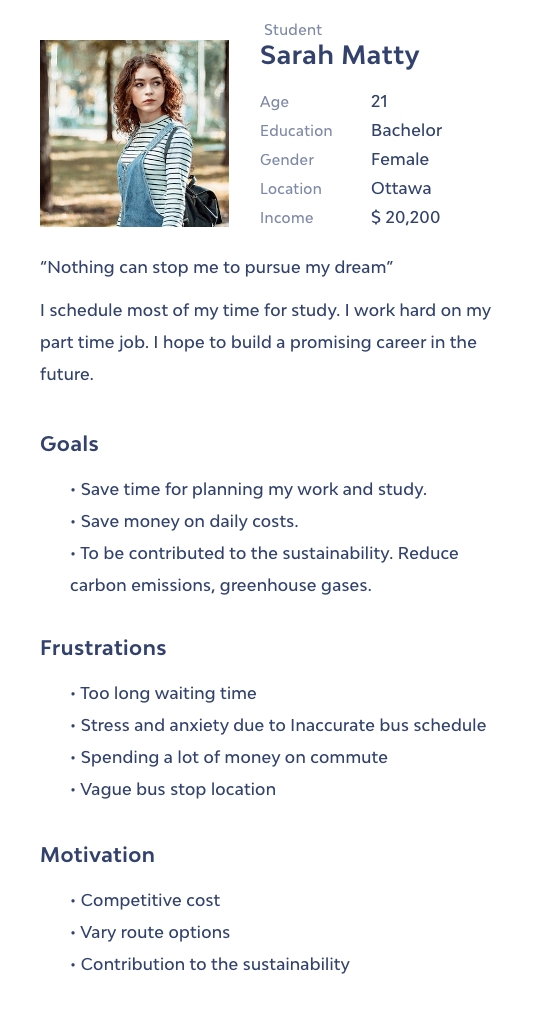 Student
Sarah Matty
Age 21
Education Bachelor
Gender Female
Location Ottawa
Income $ 20,200
“Nothing can stop me to pursue my dream”
I schedule most of my time for study. I work hard on my
part time job. I hope to build a promising career in the
future.
Goals
• Save time for planning my work and study.
• Save money on daily costs.
• To be contributed to the sustainability. Reduce
carbon emissions, greenhouse gases.
Frustrations
• Too long waiting time
• Stress and anxiety due to Inaccurate bus schedule
• Spending a lot of money on commute
• Vague bus stop location
Motivation
• Competitive cost
• Vary route options
• Contribution to the sustainability